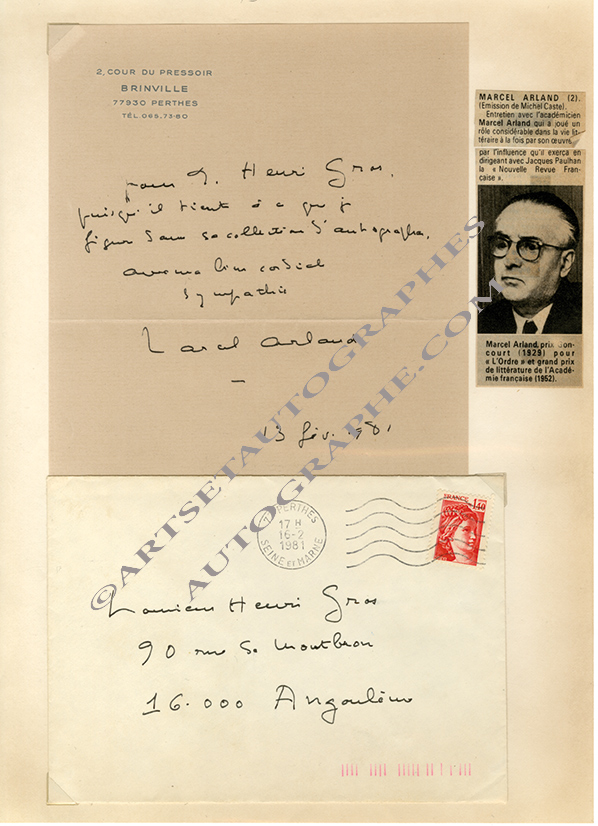 2, COUR DU PRESSOIR
BRINVILLE
77930 PERTHES
TÉL. 065.73-80
pour M. Henri Gros,
puisqu'il tient à ce que je
figure dans sa collection d'autographes,
avec ma bien cordiale
sympathie
Marcel Arland
13 fév. 1981
MARCEL ARLAND (2).
(Emission de Michel Caste).
Entretien avec l'académicien
Marcel Arland qui a joué un
rôle considérable dans la vie lit-
téraire à la fois par son œuvre
par l'influence qu'il exerça en
dirigeant avec Jacques Paulhan
la « Nouvelle Revue Fran-
çaise ».
Marcel Arland, prix Gon-
court (1929) pour
« L'Ordre » et grand prix
de littérature de l'Acadé-
mie française (1952).
77 PERTHES
17 H
16-2
1981
SEINE ET MARNE
FRANCE
1,40
Monsieur Henri Gros
90 rue de Montbron
16.000 Angoulême
©ARTSETAUTOGRAPHES
AUTOGRAPHE.COM